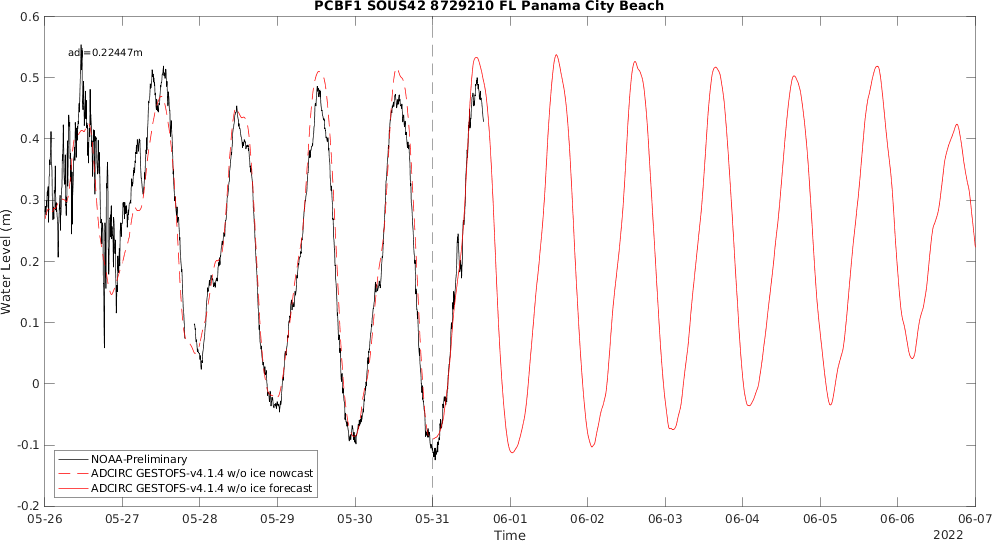 PCBF1 SOUS42 8729210 FL Panama City Beach
adj=0.22447m
Water Level (m)
0.6
0.5
0.4
0.3
0.2
0.1
0
-0.1
-0.2
NOAA-Preliminary
ADCIRC GESTOFS-v4.1.4 w/o ice nowcast
ADCIRC GESTOFS-v4.1.4 w/o ice forecast
05-26 05-27 05-28 05-29 05-30 05-31 06-01 06-02 06-03 06-04 06-05 06-06 06-07
Time
2022